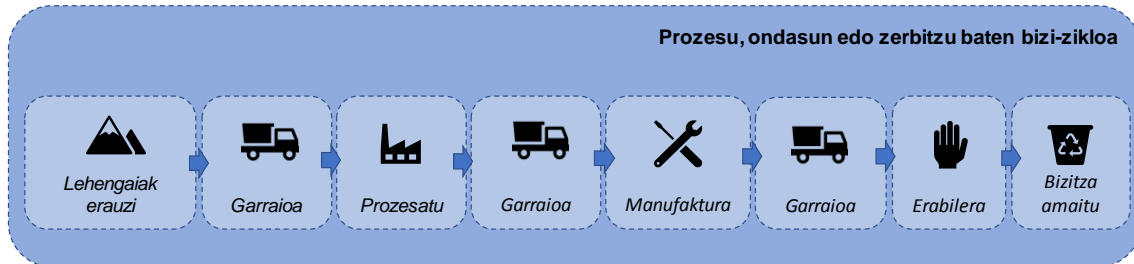 Prozesu, ondasun edo zerbitzu baten bizi-zikloa
Lehengaiak
erauzi
Garraioa
Prozesatu
Garraioa
Manufaktura
Garraioa
Erabilera
Bizitza
amaitu